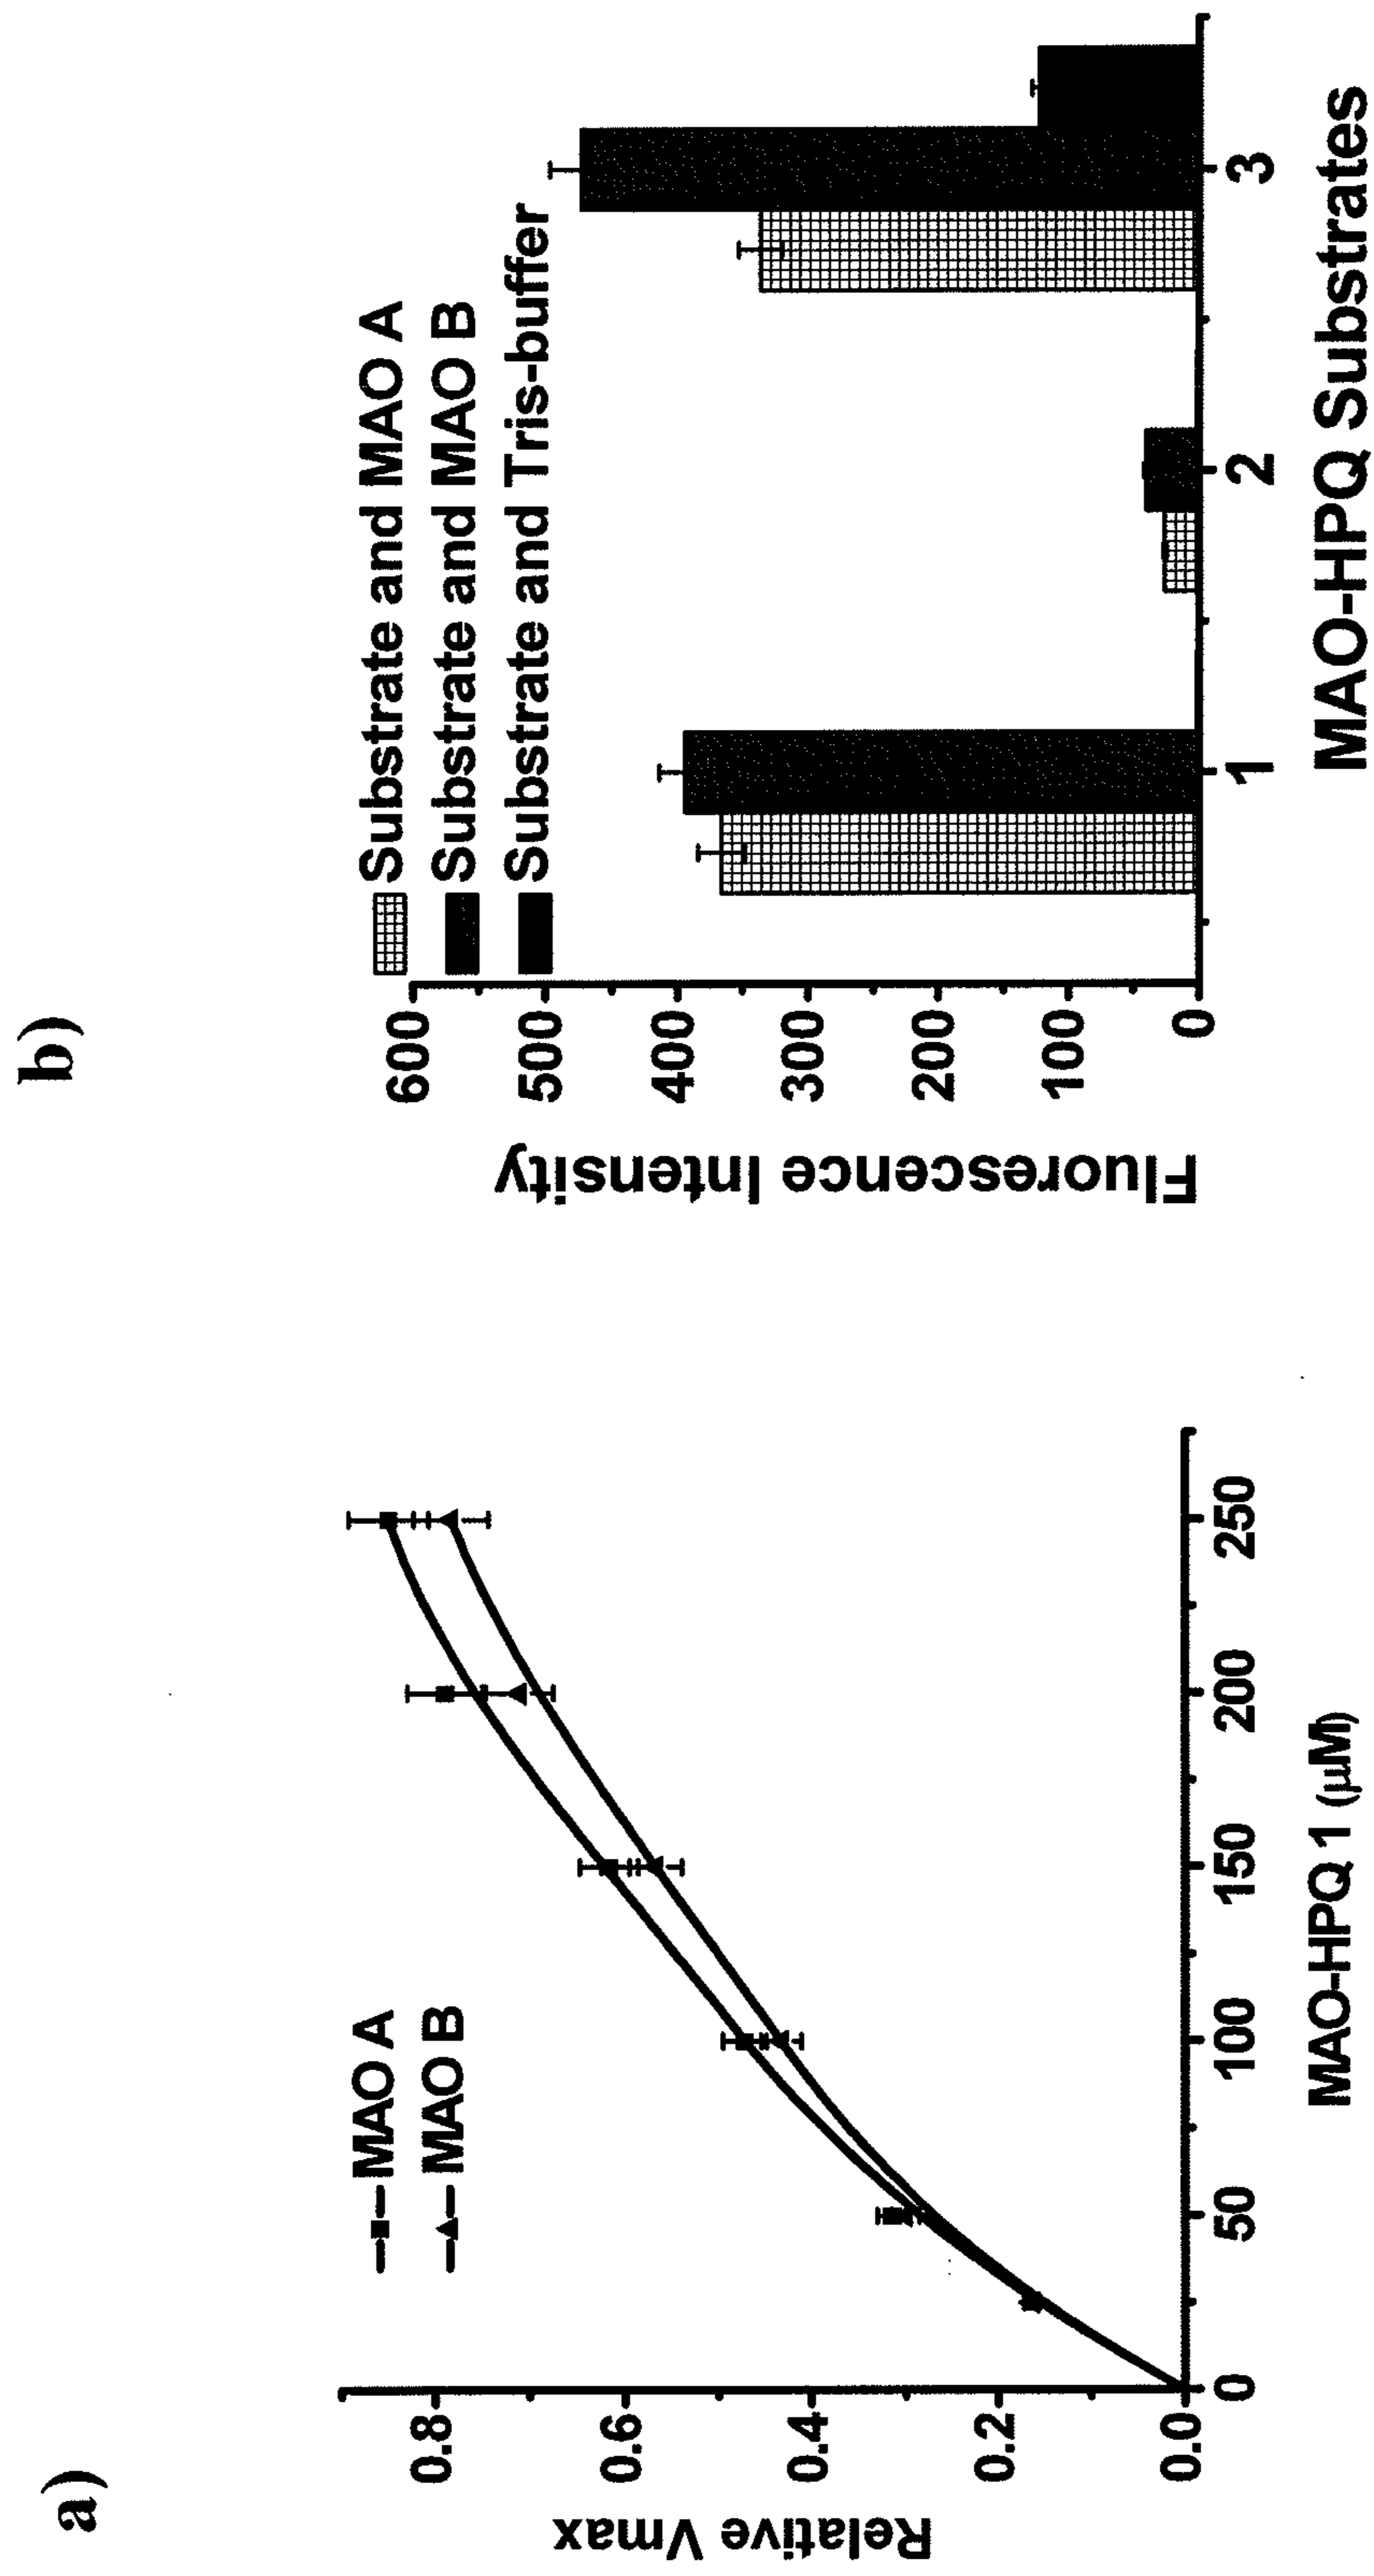 a)
MAO A
MAO B
Relative Vmax
0.8
0.6
0.4
0.2
0.0
0
50
100
150
200
250
MAO-HPQ 1 (μM)
b)
Substrate and MAO A
Substrate and MAO B
Substrate and Tris-buffer
Fluorescence Intensity
600
500
400
300
200
100
0
1
2
3
MAO-HPQ Substrates